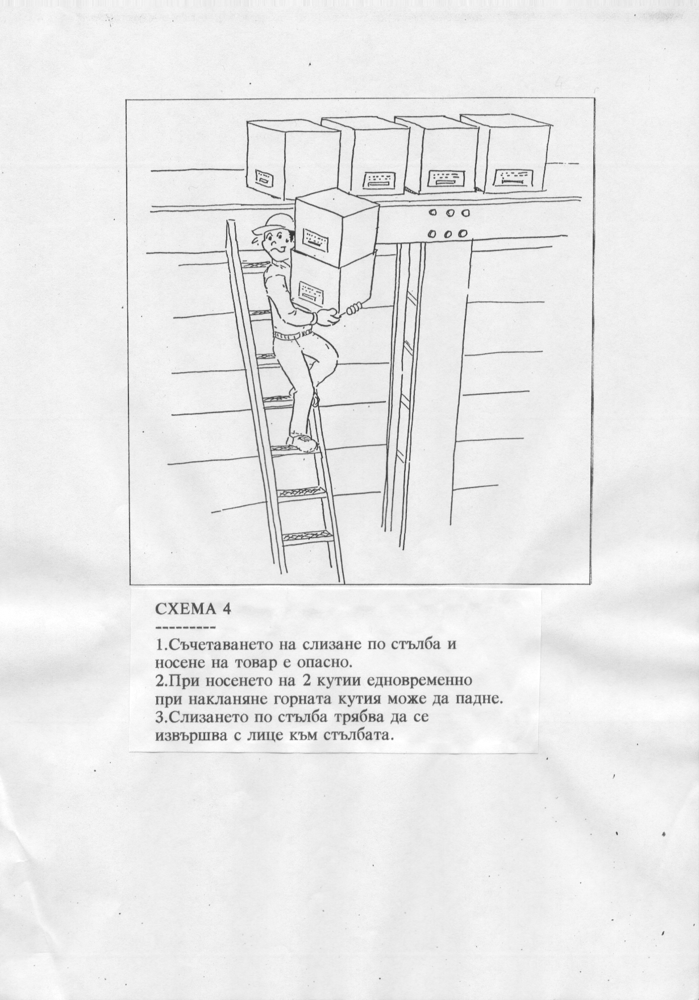 СХЕМА 4
---------
1.Съчетаването на слизане по стълба и
носене на товар е опасно.
2.При носенето на 2 кутии едновременно
при накланяне горната кутия може да падне.
3.Слизането по стълба трябва да се
извършва с лице към стълбата.